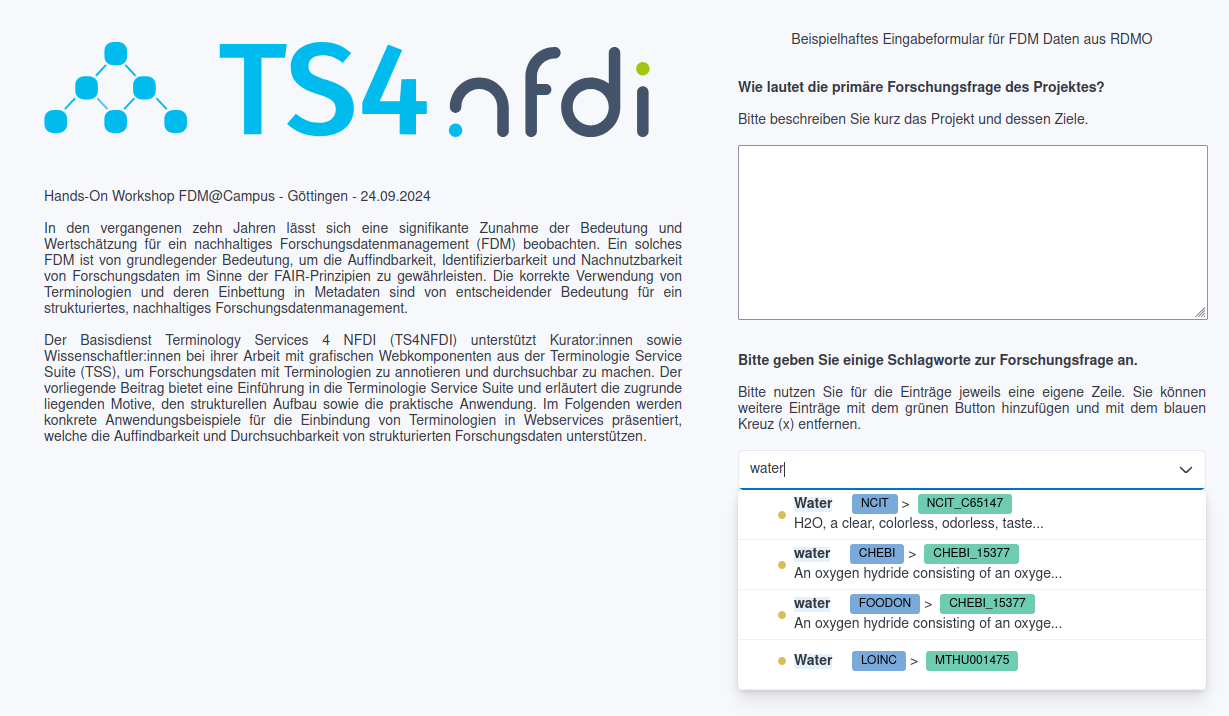 TS4.nfdi
Hands-On Workshop FDM@Campus - Göttingen - 24.09.2024
In den vergangenen zehn Jahren lässt sich eine signifikante Zunahme der Bedeutung und
Wertschätzung für ein nachhaltiges Forschungsdatenmanagement (FDM) beobachten. Ein solches
FDM ist von grundlegender Bedeutung, um die Auffindbarkeit, Identifizierbarkeit und Nachnutzbarkeit
von Forschungsdaten im Sinne der FAIR-Prinzipien zu gewährleisten. Die korrekte Verwendung von
Terminologien und deren Einbettung in Metadaten sind von entscheidender Bedeutung für ein
strukturiertes, nachhaltiges Forschungsdatenmanagement.
Der Basisdienst Terminology Services 4 NFDI (TS4NFDI) unterstützt Kurator:innen sowie
Wissenschaftler:innen bei ihrer Arbeit mit grafischen Webkomponenten aus der Terminologie Service
Suite (TSS), um Forschungsdaten mit Terminologien zu annotieren und durchsuchbar zu machen. Der
vorliegende Beitrag bietet eine Einführung in die Terminologie Service Suite und erläutert die zugrunde
liegenden Motive, den strukturellen Aufbau sowie die praktische Anwendung. Im Folgenden werden
konkrete Anwendungsbeispiele für die Einbindung von Terminologien in Webservices präsentiert,
welche die Auffindbarkeit und Durchsuchbarkeit von strukturierten Forschungsdaten unterstützen.
Beispielhaftes Eingabeformular für FDM Daten aus RDMO
Wie lautet die primäre Forschungsfrage des Projektes?
Bitte beschreiben Sie kurz das Projekt und dessen Ziele.
Bitte geben Sie einige Schlagworte zur Forschungsfrage an.
Bitte nutzen Sie für die Einträge jeweils eine eigene Zeile. Sie können
weitere Einträge mit dem grünen Button hinzufügen und mit dem blauen
Kreuz (x) entfernen.
water
Water NCIT > NCIT_C65147
H2O, a clear, colorless, odorless, taste...
water CHEBI > CHEBI_15377
An oxygen hydride consisting of an oxyge...
water FOODON > CHEBI_15377
An oxygen hydride consisting of an oxyge...
Water LOINC > MTHU001475